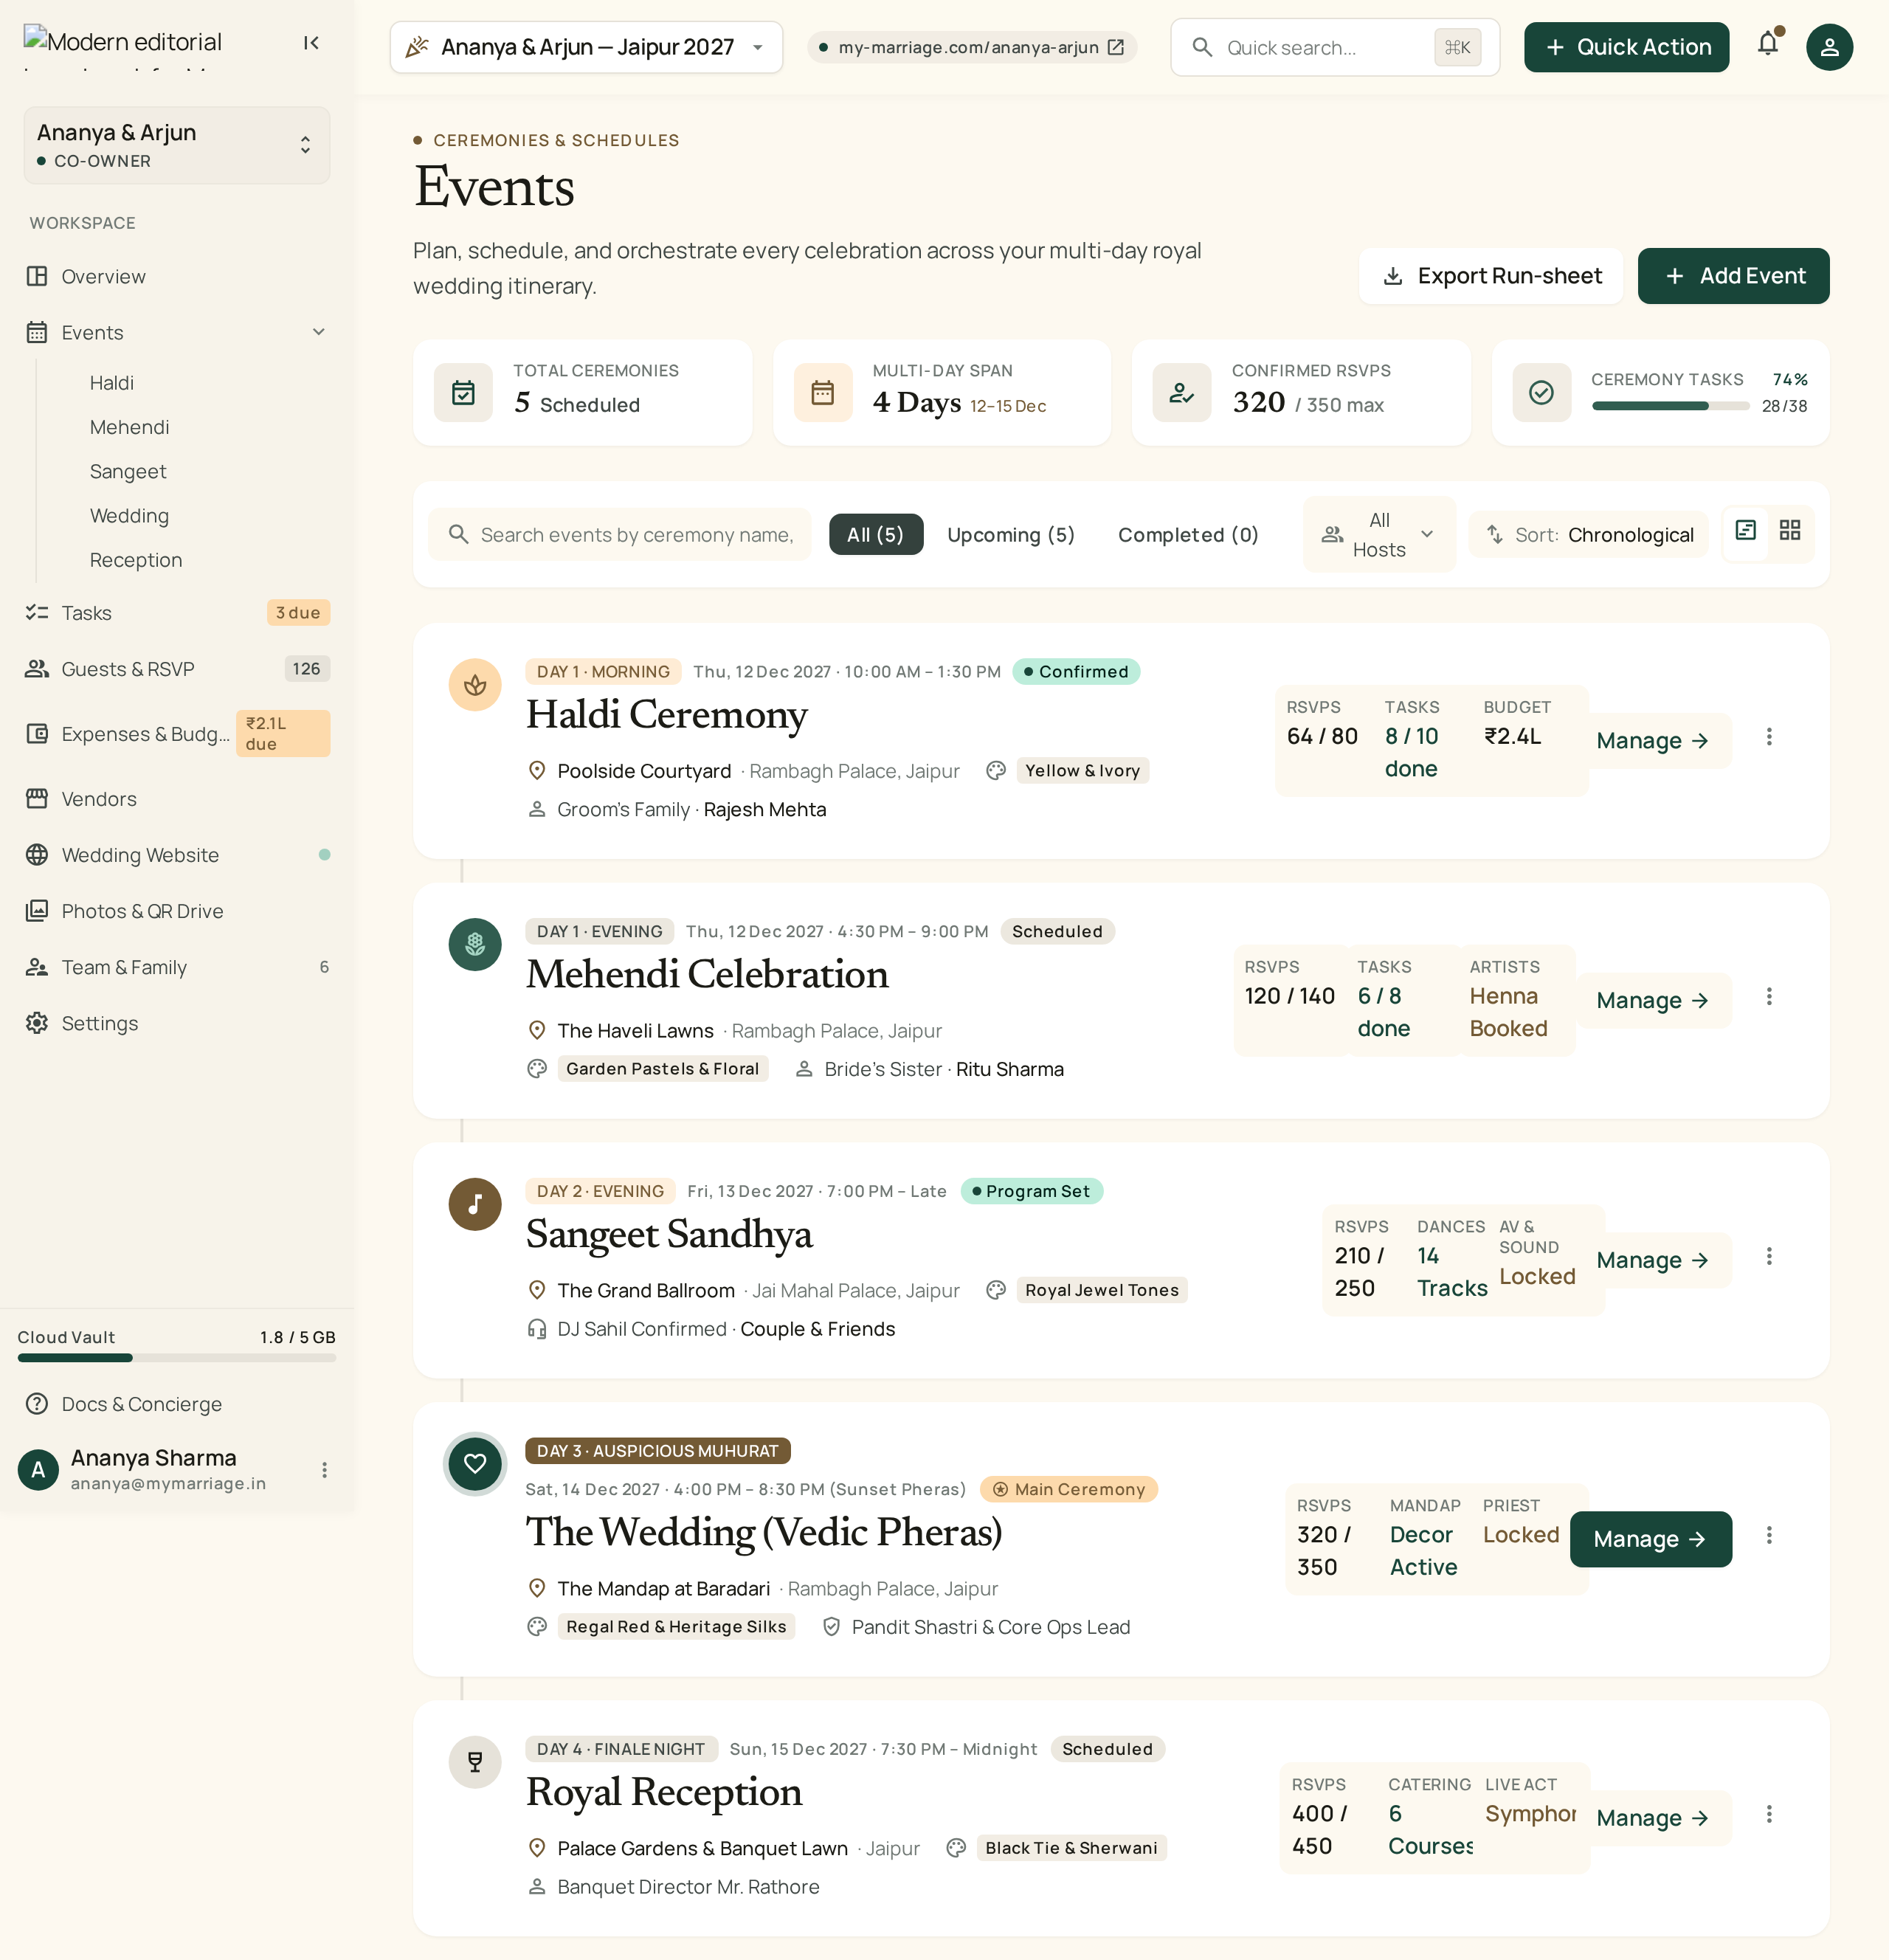 Modern editorial
Ananya & Arjun
CO-OWNER
WORKSPACE
Overview
Events
Haldi
Mehendi
Sangeet
Wedding
Reception
Tasks
3 due
Guests & RSVP
126
Expenses & Budg...
₹2.1L
due
Vendors
Wedding Website
Photos & QR Drive
Team & Family
6
Settings
Cloud Vault
1.8 / 5 GB
Docs & Concierge
A
Ananya Sharma
ananya@mymarriage.in
Ananya & Arjun — Jaipur 2027
my-marriage.com/ananya-arjun
Quick search...
⌘K
Quick Action
CEREMONIES & SCHEDULES
Events
Plan, schedule, and orchestrate every celebration across your multi-day royal
wedding itinerary.
Export Run-sheet
Add Event
TOTAL CEREMONIES
5 Scheduled
MULTI-DAY SPAN
4 Days 12–15 Dec
CONFIRMED RSVPS
320 / 350 max
CEREMONY TASKS 74%
28/38
Search events by ceremony name,
All (5)
Upcoming (5)
Completed (0)
All
Hosts
Sort: Chronological
DAY 1 · MORNING Thu, 12 Dec 2027 · 10:00 AM – 1:30 PM Confirmed
Haldi Ceremony
Poolside Courtyard · Rambagh Palace, Jaipur Yellow & Ivory
Groom's Family · Rajesh Mehta
RSVPS
64 / 80
TASKS
8 / 10
done
BUDGET
₹2.4L
Manage →
DAY 1 · EVENING Thu, 12 Dec 2027 · 4:30 PM – 9:00 PM Scheduled
Mehendi Celebration
The Haveli Lawns · Rambagh Palace, Jaipur
Garden Pastels & Floral Bride's Sister · Ritu Sharma
RSVPS
120 / 140
TASKS
6 / 8
done
ARTISTS
Henna
Booked
Manage →
DAY 2 · EVENING Fri, 13 Dec 2027 · 7:00 PM – Late Program Set
Sangeet Sandhya
The Grand Ballroom · Jai Mahal Palace, Jaipur Royal Jewel Tones
DJ Sahil Confirmed · Couple & Friends
RSVPS
210 /
250
DANCES
14
Tracks
AV &
SOUND
Locked
Manage →
DAY 3 · AUSPICIOUS MUHURAT
Sat, 14 Dec 2027 · 4:00 PM – 8:30 PM (Sunset Pheras) Main Ceremony
The Wedding (Vedic Pheras)
The Mandap at Baradari · Rambagh Palace, Jaipur
Regal Red & Heritage Silks Pandit Shastri & Core Ops Lead
RSVPS
320 /
350
MANDAP
Decor
Active
PRIEST
Locked
Manage →
DAY 4 · FINALE NIGHT Sun, 15 Dec 2027 · 7:30 PM – Midnight Scheduled
Royal Reception
Palace Gardens & Banquet Lawn · Jaipur Black Tie & Sherwani
Banquet Director Mr. Rathore
RSVPS
400 /
450
CATERING
6
Courses
LIVE ACT
Manage →